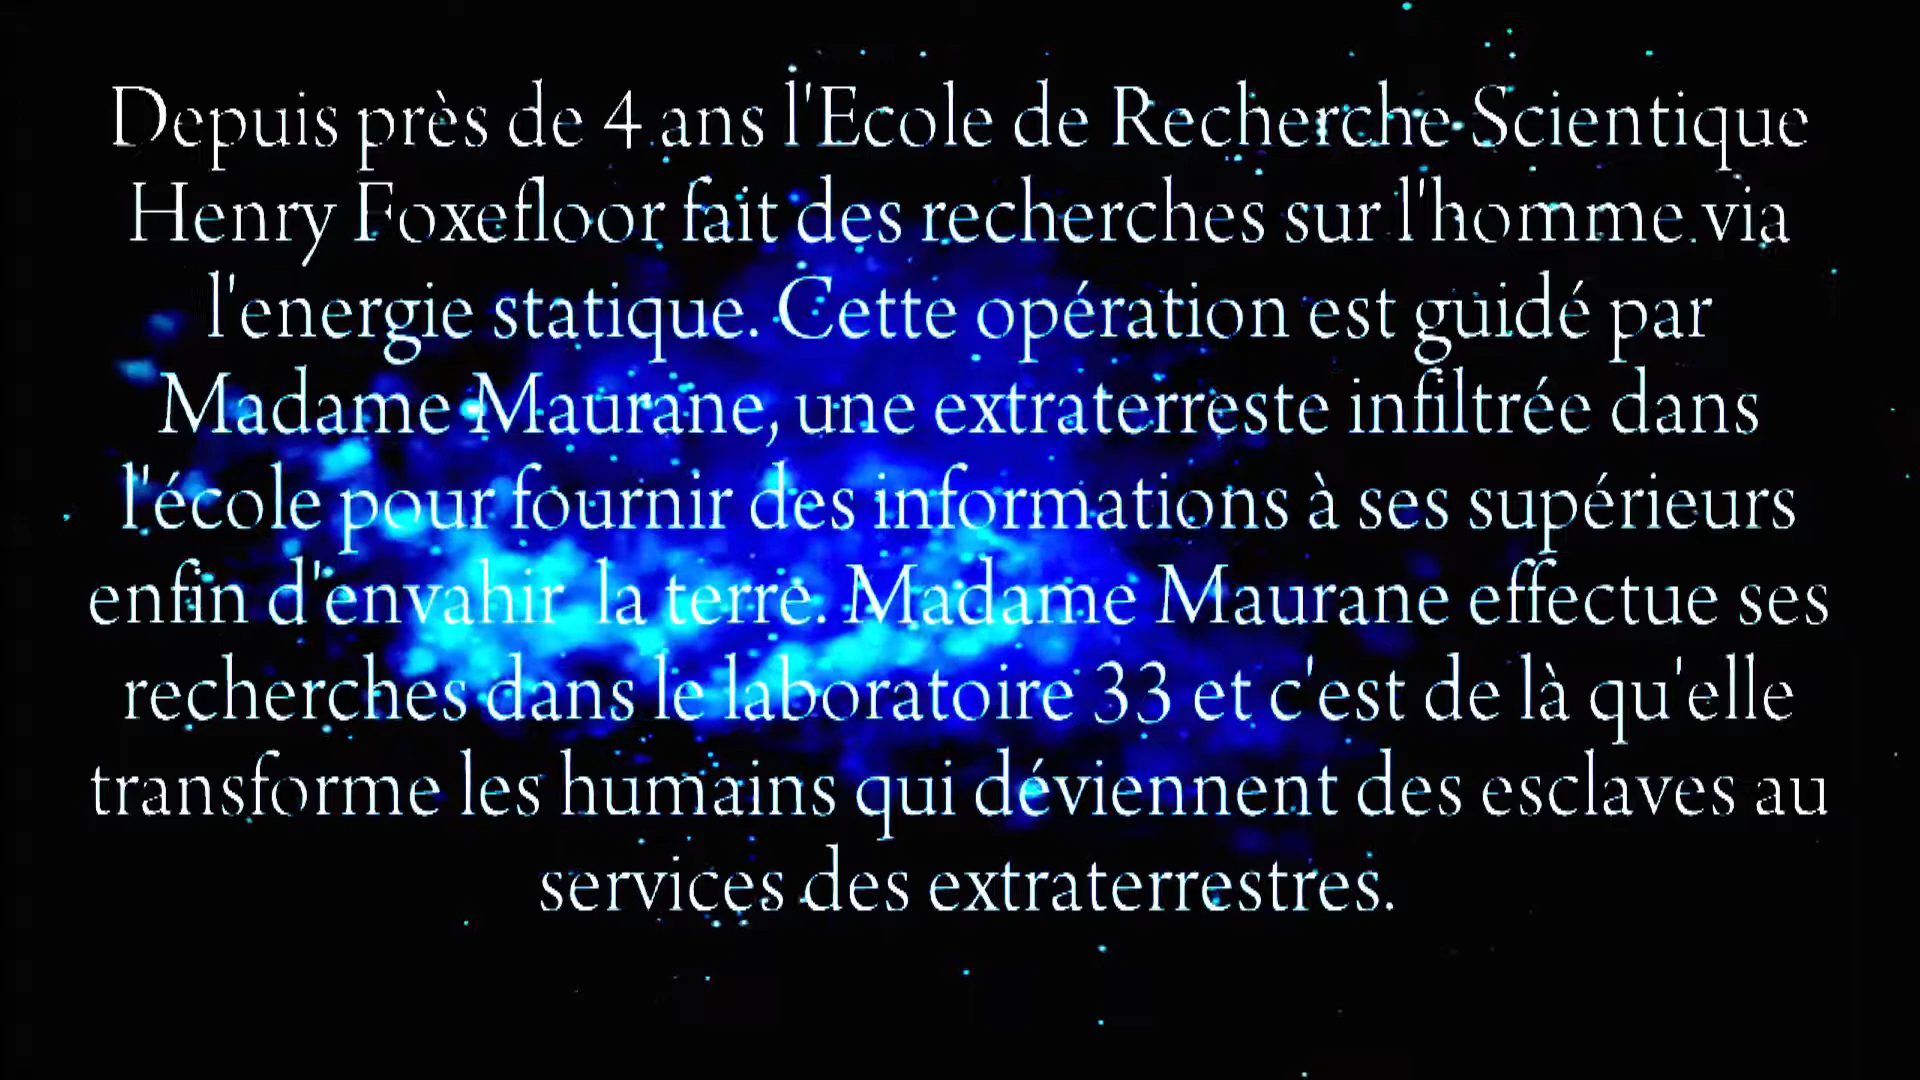 Depuis près de 4 ans l'Ecole de Recherche Scientique
Henry Foxefloor fait des recherches sur l'homme via
l'energie statique. Cette opération est guidé par
Madame Maurane, une extraterreste infiltrée dans
l'école pour fournir des informations à ses supérieurs
enfin d'envahir la terre. Madame Maurane effectue ses
recherches dans le laboratoire 33 et c'est de là qu'elle
transforme les humains qui déviennent des esclaves au
services des extraterrestres.